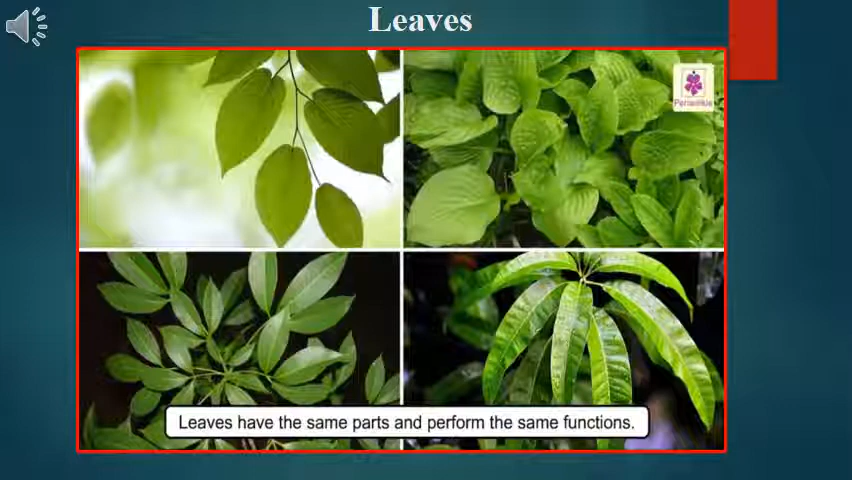 Leaves
Periwinkle
Leaves have the same parts and perform the same functions.